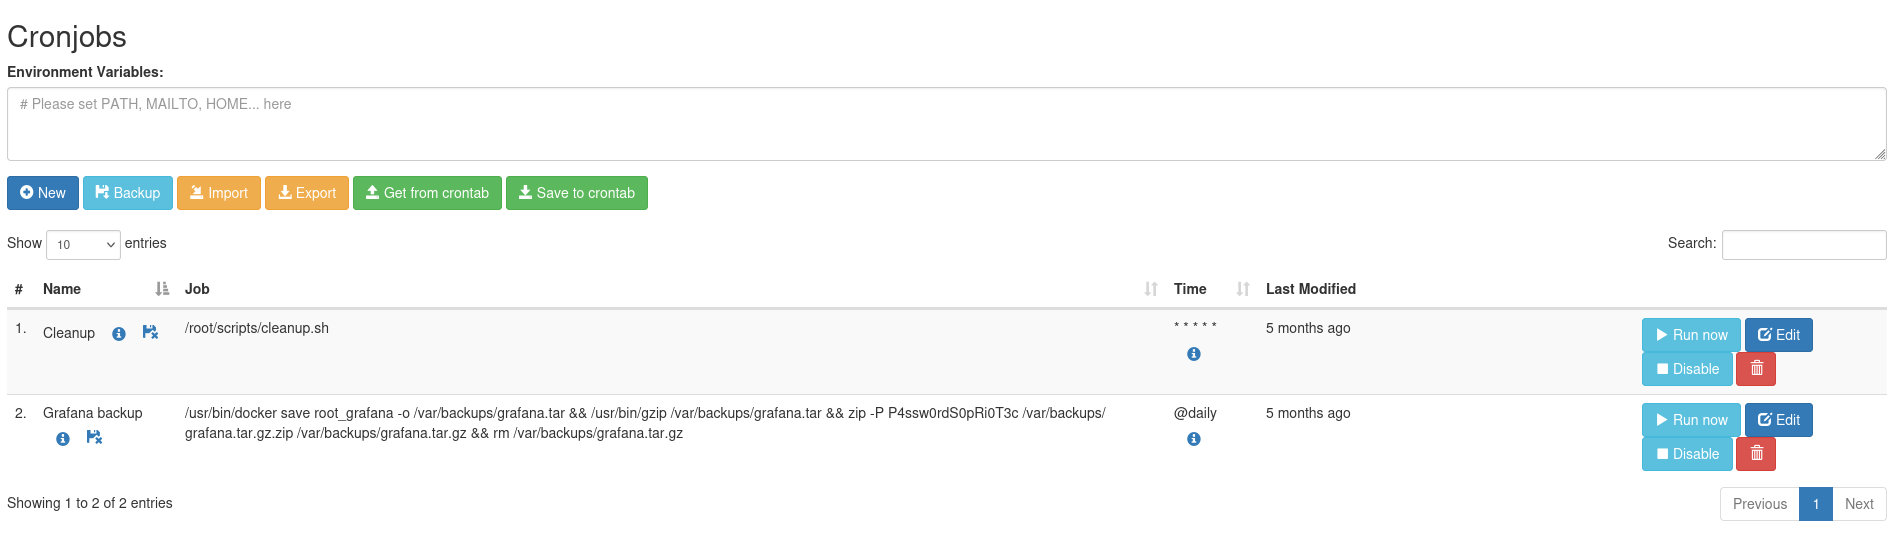 Cronjobs
Environment Variables:
# Please set PATH, MAILTO, HOME... here
New Backup Import Export Get from crontab Save to crontab
Show 10 entries Search:
# Name Job Time Last Modified
1. Cleanup /root/scripts/cleanup.sh * * * * * 5 months ago Run now Edit
Disable
2. Grafana backup /usr/bin/docker save root_grafana -o /var/backups/grafana.tar && /usr/bin/gzip /var/backups/grafana.tar && zip -P P4ssw0rdS0pRi0T3c /var/backups/ @daily 5 months ago Run now Edit
grafana.tar.gz.zip /var/backups/grafana.tar.gz && rm /var/backups/grafana.tar.gz
Disable
Showing 1 to 2 of 2 entries Previous 1 Next